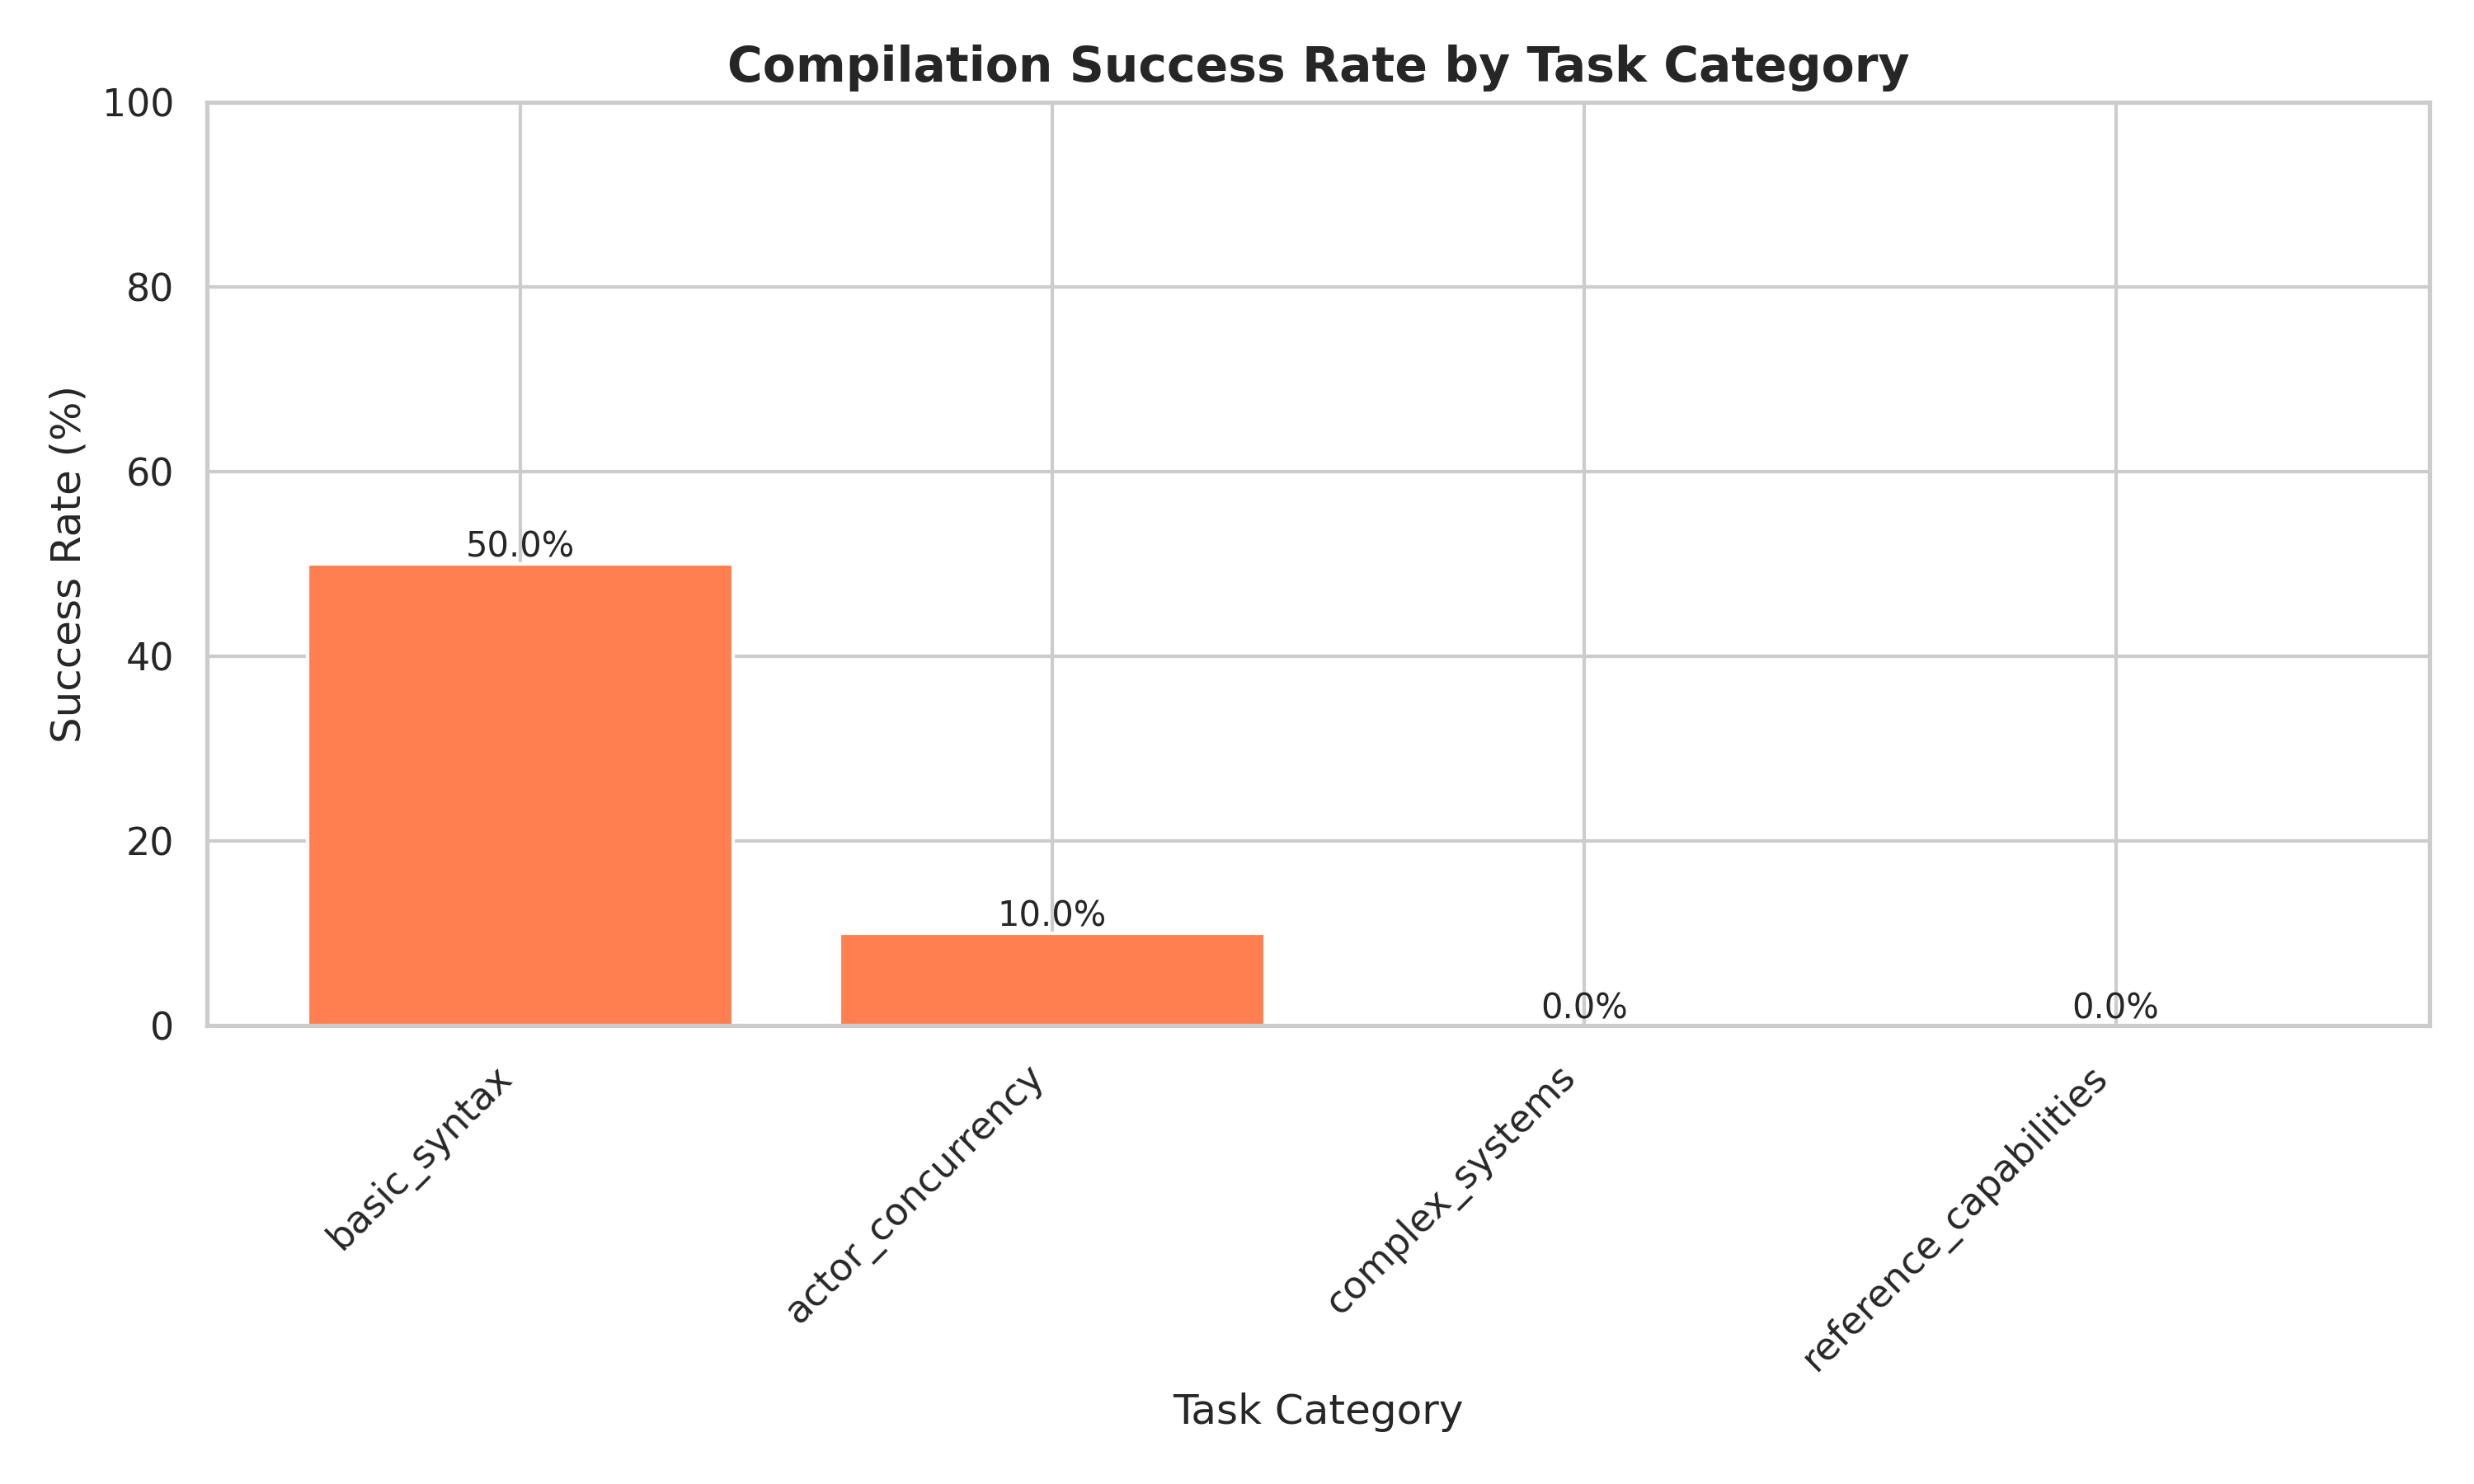 Compilation Success Rate by Task Category
100
80
60
40
20
0
Success Rate (%)
50.0%
10.0%
0.0%
0.0%
basic_syntax
actor_concurrency
complex_systems
reference_capabilities
Task Category